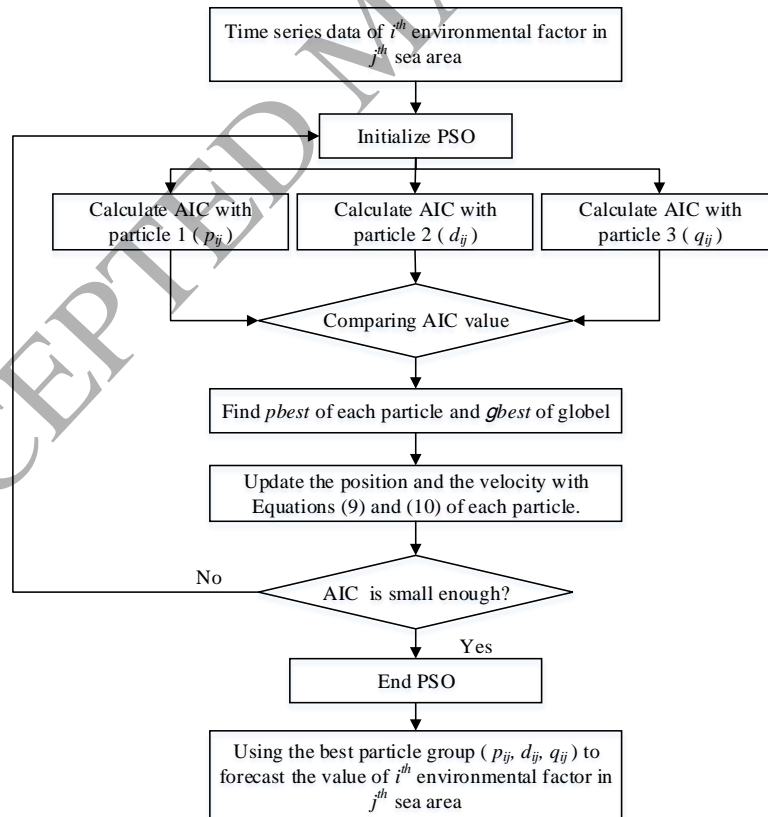 Time series data of i^th environmental factor in
j^th sea area
Initialize PSO
Calculate AIC with
particle 1 ( p_ij )
Calculate AIC with
particle 2 ( d_ij )
Calculate AIC with
particle 3 ( q_ij )
Comparing AIC value
Find pbest of each particle and gbest of globel
Update the position and the velocity with
Equations (9) and (10) of each particle.
No
AIC is small enough?
Yes
End PSO
Using the best particle group ( p_ij, d_ij, q_ij ) to
forecast the value of i^th environmental factor in
j^th sea area
CEPTED MA